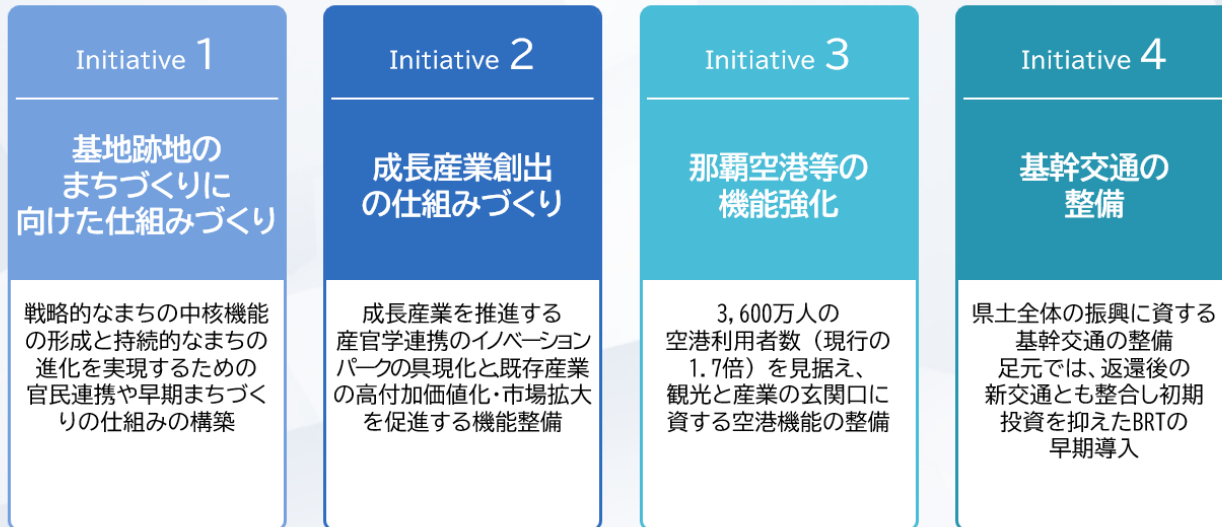 Initiative 1
基地跡地の
まちづくりに
向けた仕組みづくり
戦略的なまちの中核機能
の形成と持続的なまちの
進化を実現するための
官民連携や早期まちづく
りの仕組みの構築
Initiative 2
成長産業創出
の仕組みづくり
成長産業を推進する
産官学連携のイノベーション
パークの具現化と、既存産業
の高付加価値化・市場拡大
を促進する機能整備
Initiative 3
那覇空港等の
機能強化
3,600万人の
空港利用者数（現行の
1.7倍）を見据え、
観光と産業の玄関口に
資する空港機能の整備
Initiative 4
基幹交通の
整備
県土全体の振興に資する
基幹交通の整備
足元では、返還後の
新交通とも整合し初期
投資を抑えたBRTの
早期導入